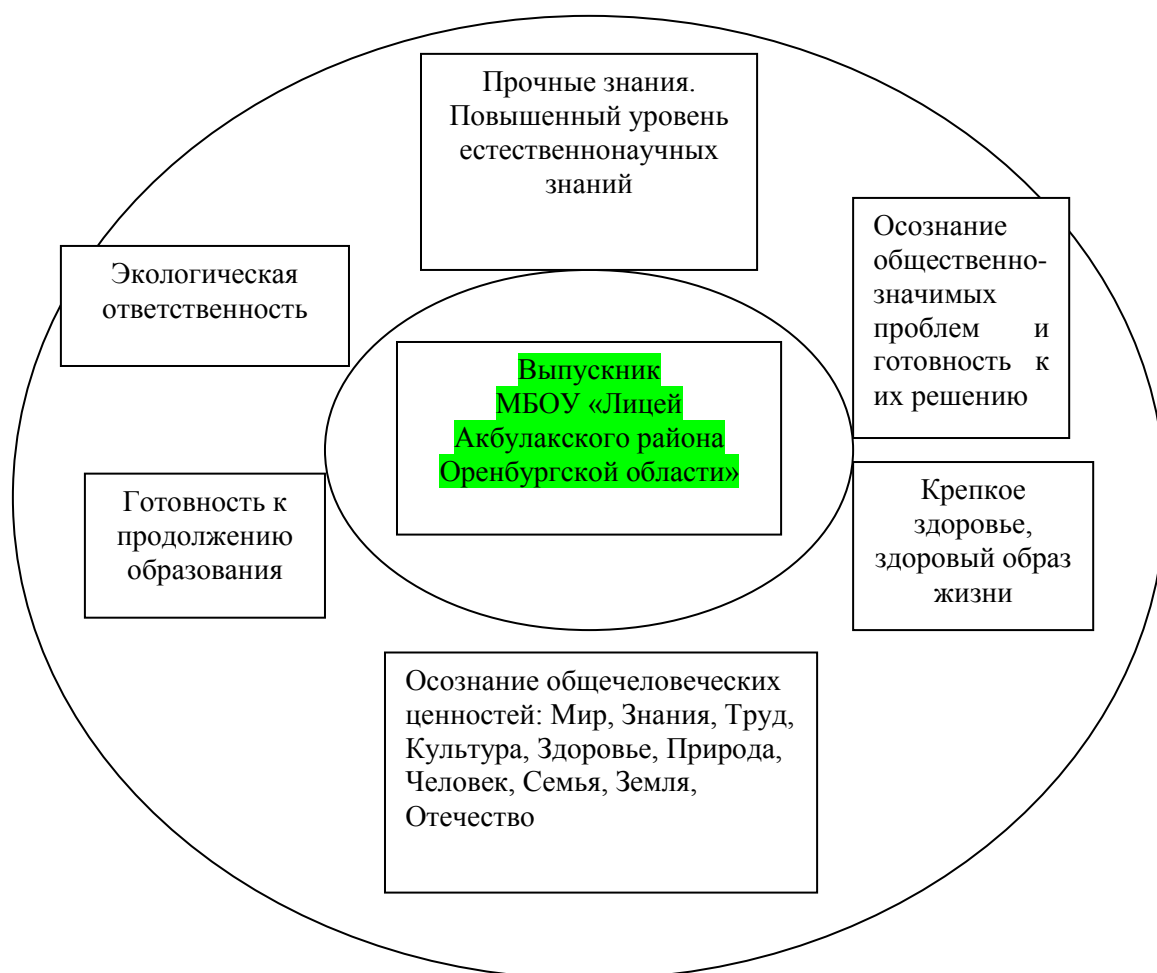 Прочные знания.
Повышенный уровень
естественнонаучных
знаний
Экологическая
ответственность
Осознание
общественно-
значимых
проблем и
готовность к
их решению
Выпускник
МБОУ «Лицей
Акбулакского района
Оренбургской области»
Готовность к
продолжению
образования
Крепкое
здоровье,
здоровый образ
жизни
Осознание общечеловеческих
ценностей: Мир, Знания, Труд,
Культура, Здоровье, Природа,
Человек, Семья, Земля,
Отечество